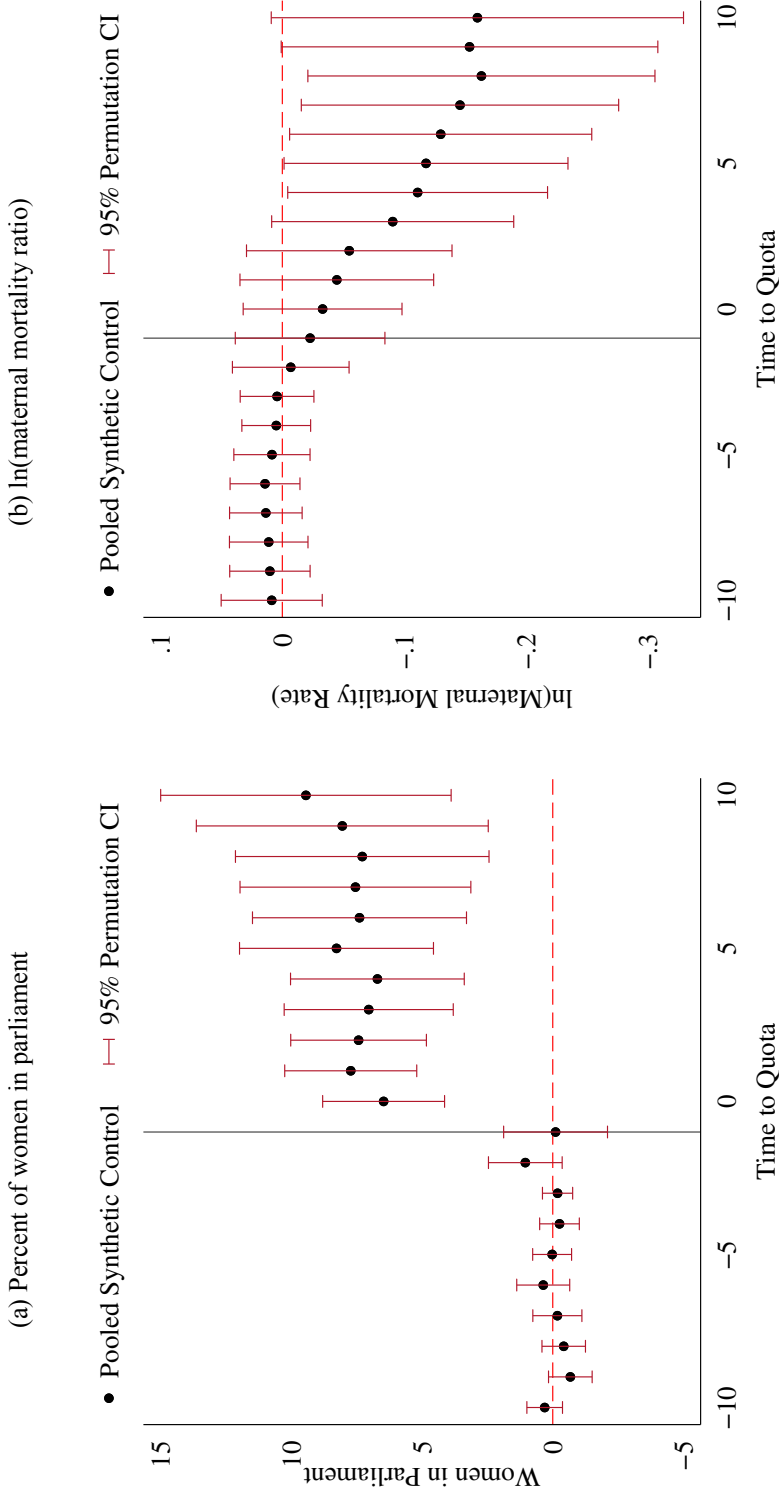 (a) Percent of women in parliament
Pooled Synthetic Control 95% Permutation CI
Women in Parliament
15
10
5
0
−5
−10 −5 0 5 10
Time to Quota
(b) ln(maternal mortality ratio)
Pooled Synthetic Control 95% Permutation CI
ln(Maternal Mortality Rate)
.1
0
−.1
−.2
−.3
−10 −5 0 5 10
Time to Quota